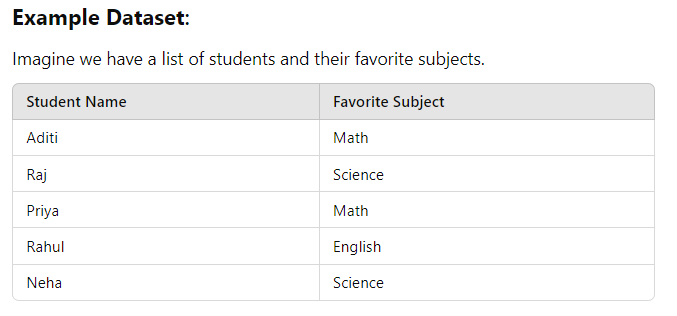 Example Dataset:
Imagine we have a list of students and their favorite subjects.
Student Name Favorite Subject
Aditi Math
Raj Science
Priya Math
Rahul English
Neha Science